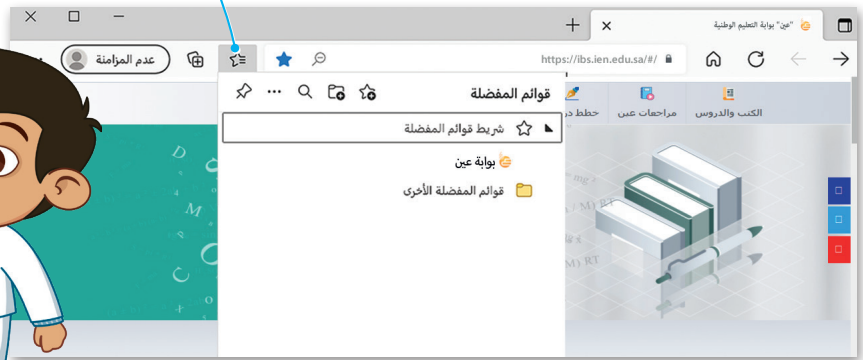 "عين" بوابة التعليم الوطنية
https://ibs.ien.edu.sa/#/
عدم المزامنة
الكتب والدروس
مراجعات عين
خطط در
قوائم المفضلة
شريط قوائم المفضلة
بوابة عين
قوائم المفضلة الأخرى